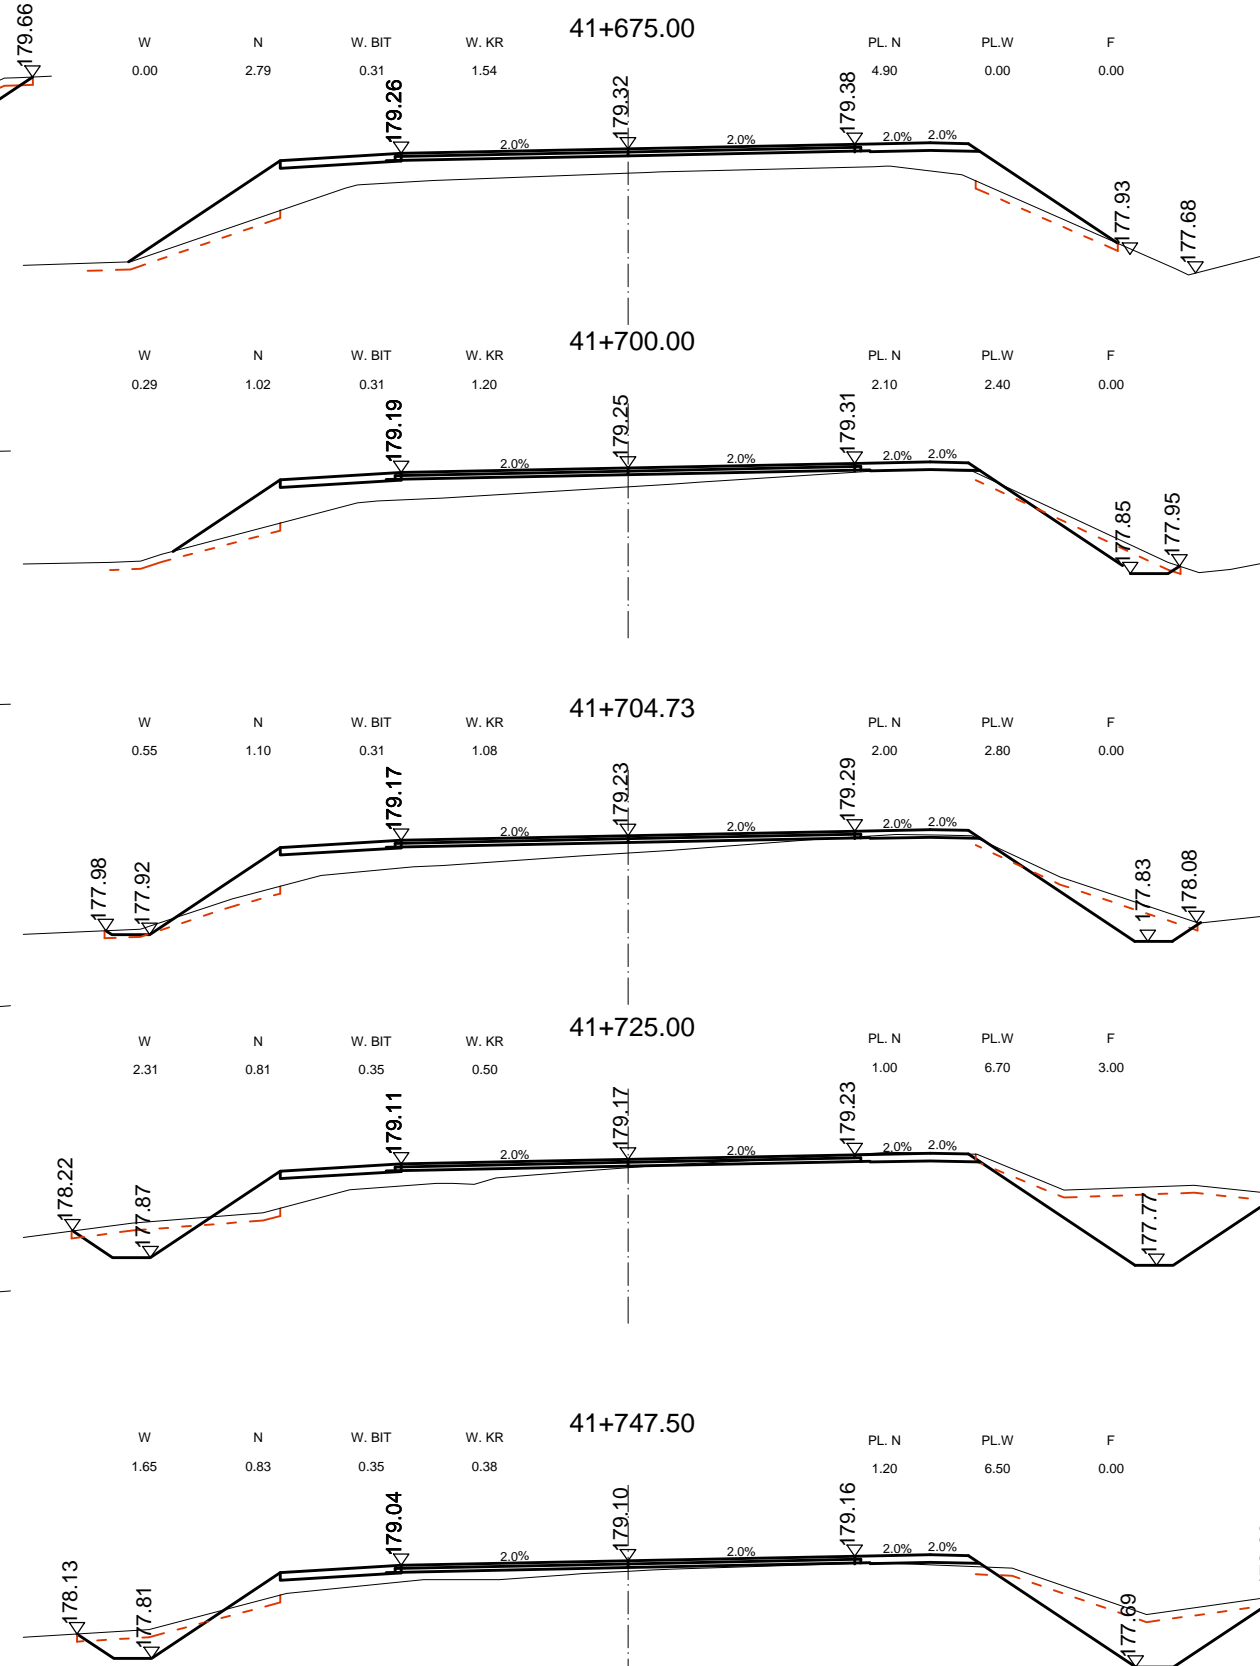 179.66
41+675.00
W N W. BIT W. KR PL. N PL.W F
0.00 2.79 0.31 1.54 4.90 0.00 0.00
179.26 179.32 179.38
2.0% 2.0% 2.0% 2.0%
177.93 177.68
41+700.00
W N W. BIT W. KR PL. N PL.W F
0.29 1.02 0.31 1.20 2.10 2.40 0.00
179.19 179.25 179.31
2.0% 2.0% 2.0% 2.0%
177.85 177.95
41+704.73
W N W. BIT W. KR PL. N PL.W F
0.55 1.10 0.31 1.08 2.00 2.80 0.00
179.17 179.23 179.29
2.0% 2.0% 2.0% 2.0%
177.98 177.92 177.83 178.08
41+725.00
W N W. BIT W. KR PL. N PL.W F
2.31 0.81 0.35 0.50 1.00 6.70 3.00
179.11 179.17 179.23
2.0% 2.0% 2.0% 2.0%
178.22 177.87 177.77
41+747.50
W N W. BIT W. KR PL. N PL.W F
1.65 0.83 0.35 0.38 1.20 6.50 0.00
179.04 179.10 179.16
2.0% 2.0% 2.0% 2.0%
178.13 177.81 177.69